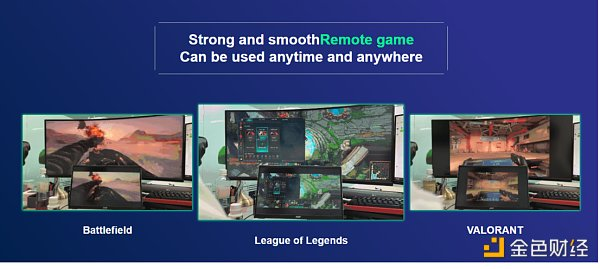 Strong and smoothRemote game
Can be used anytime and anywhere
Battlefield
League of Legends
VALORANT
金色财经